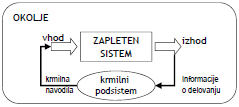 OKOLJE
vhod
ZAPLETEN
SISTEM
izhod
krmilna
navodila
krmilni
podsistem
Informacije
o delovanju